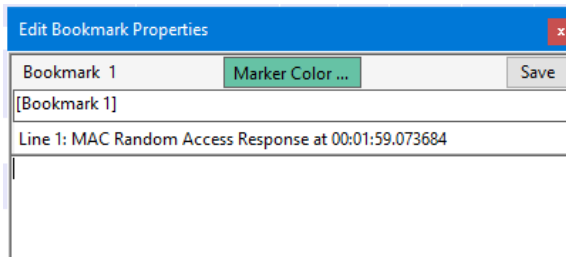 Edit Bookmark Properties x
Bookmark 1 Marker Color ... Save
[Bookmark 1]
Line 1: MAC Random Access Response at 00:01:59.073684